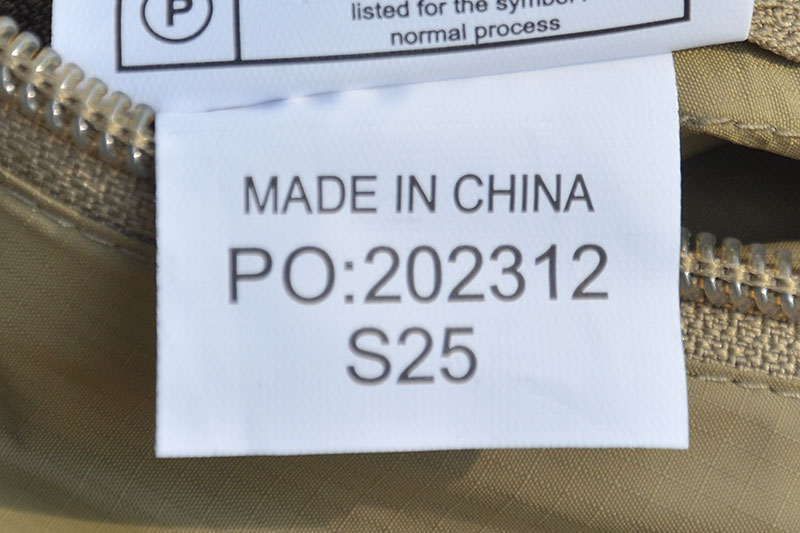 P
listed for the symbol
normal process
MADE IN CHINA
PO:202312
S25